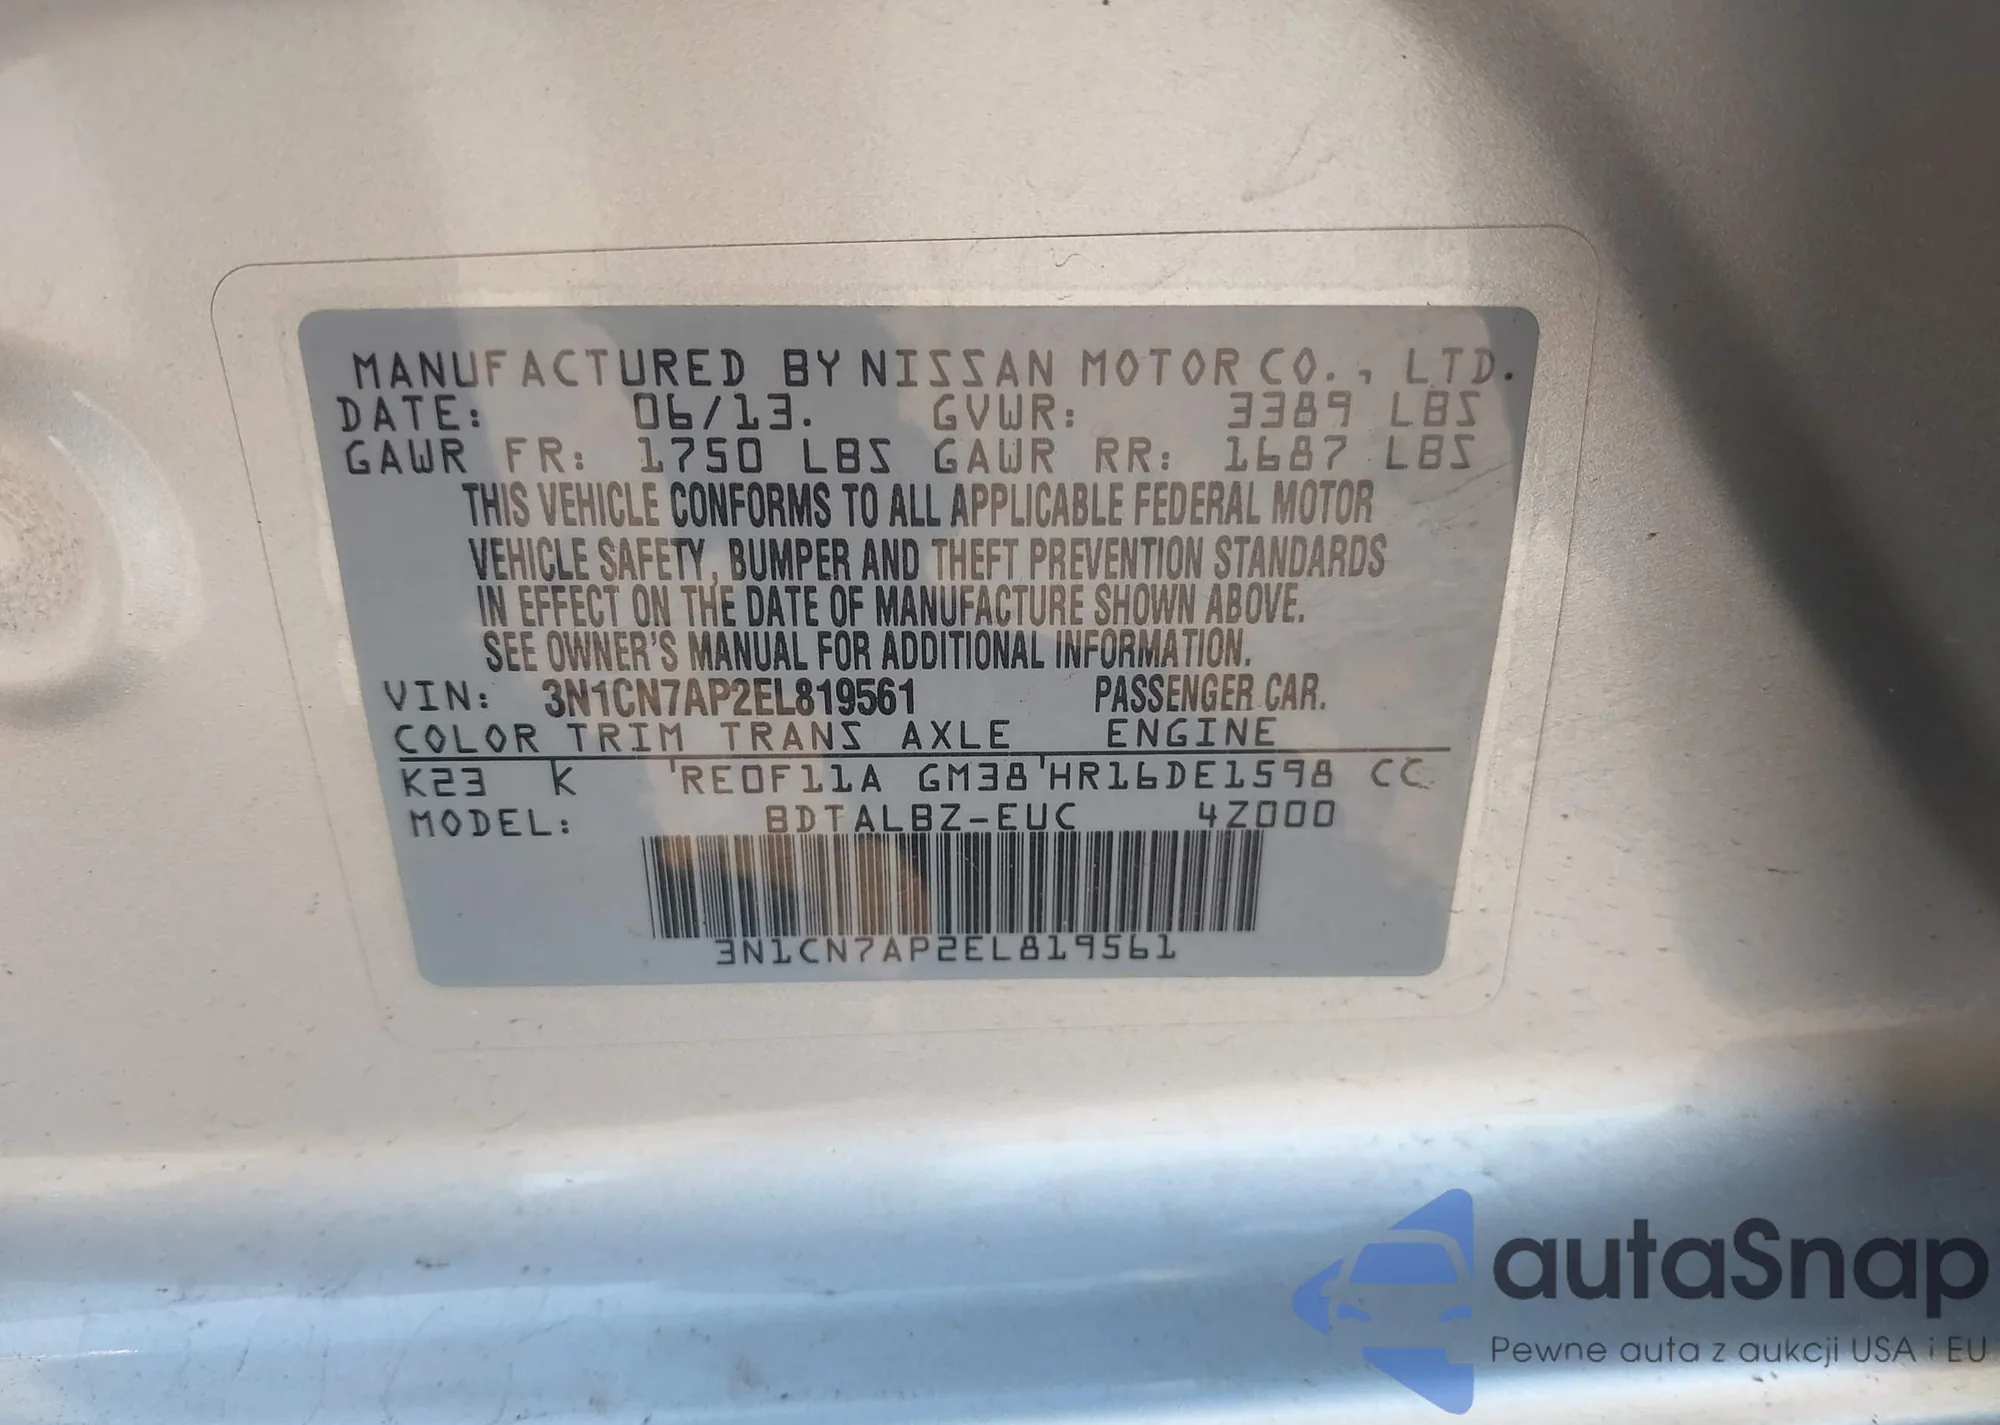 MANUFACTURED BY NISSAN MOTOR CO., LTD.
DATE: 06/13. GVWR: 3389 LBS
GAWR FR: 1750 LBS GAWR RR: 1687 LBS
THIS VEHICLE CONFORMS TO ALL APPLICABLE FEDERAL MOTOR
VEHICLE SAFETY, BUMPER AND THEFT PREVENTION STANDARDS
IN EFFECT ON THE DATE OF MANUFACTURE SHOWN ABOVE.
SEE OWNER'S MANUAL FOR ADDITIONAL INFORMATION.
VIN: 3N1CN7AP2EL819561 PASSENGER CAR.
COLOR TRIM TRANS AXLE ENGINE
K23 K 'RE0F11A GM38'HR16DE1598 CC
MODEL: BDTALBZ-EUC 4Z000
3N1CN7AP2EL819561
autaSnap
Pewne auta z aukcji USA i EU